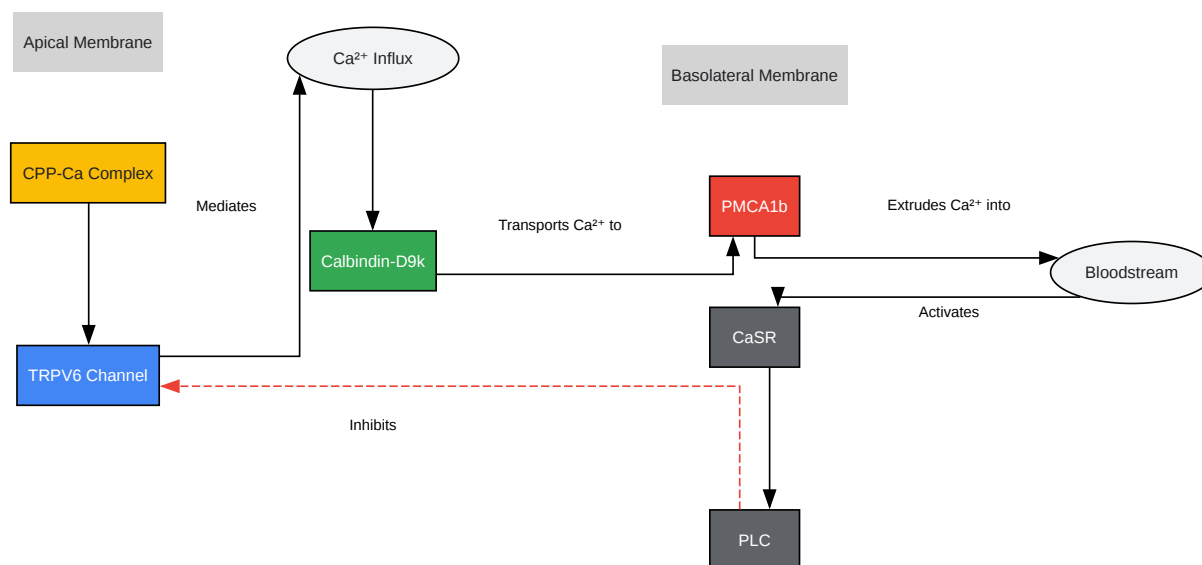 Apical Membrane
Ca²⁺ Influx
Basolateral Membrane
CPP-Ca Complex
Mediates
PMCA1b
Extrudes Ca²⁺ into
Transports Ca²⁺ to
Calbindin-D9k
Bloodstream
Activates
CaSR
TRPV6 Channel
Inhibits
PLC